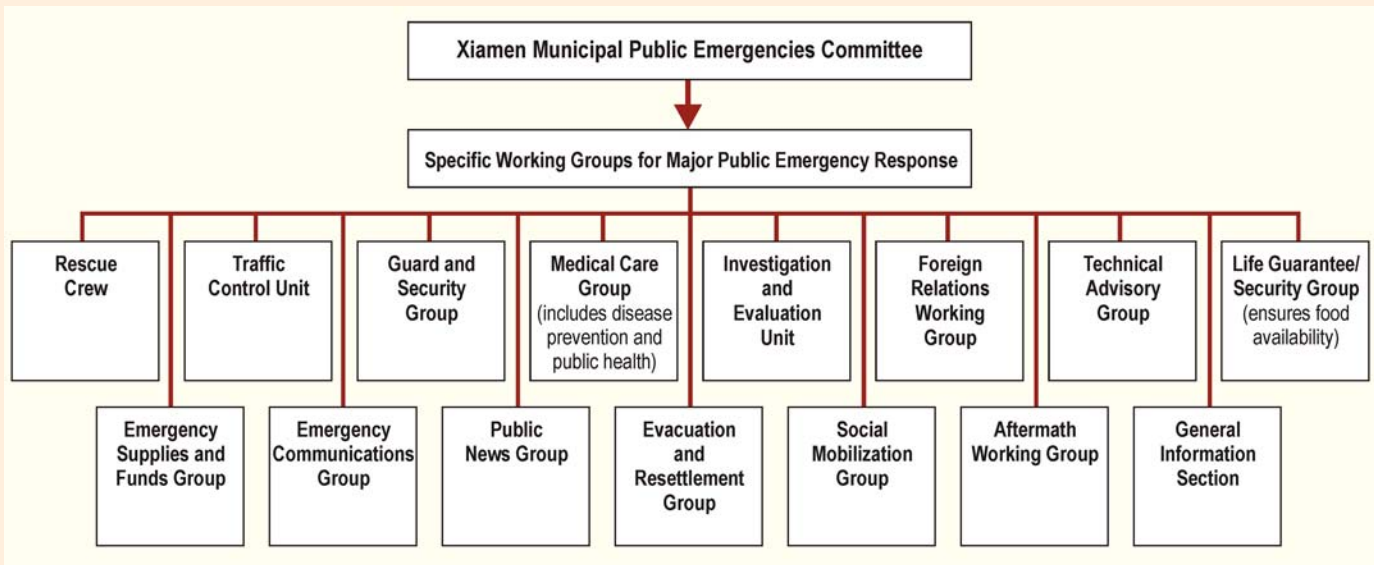 Xiamen Municipal Public Emergencies Committee
Specific Working Groups for Major Public Emergency Response
Rescue
Crew
Traffic
Control Unit
Guard and
Security
Group
Medical Care
Group
(includes disease
prevention and
public health)
Investigation
and
Evaluation
Unit
Foreign
Relations
Working
Group
Technical
Advisory
Group
Life Guarantee/
Security Group
(ensures food
availability)
Emergency
Supplies and
Funds Group
Emergency
Communications
Group
Public
News Group
Evacuation
and
Resettlement
Group
Social
Mobilization
Group
Aftermath
Working Group
General
Information
Section